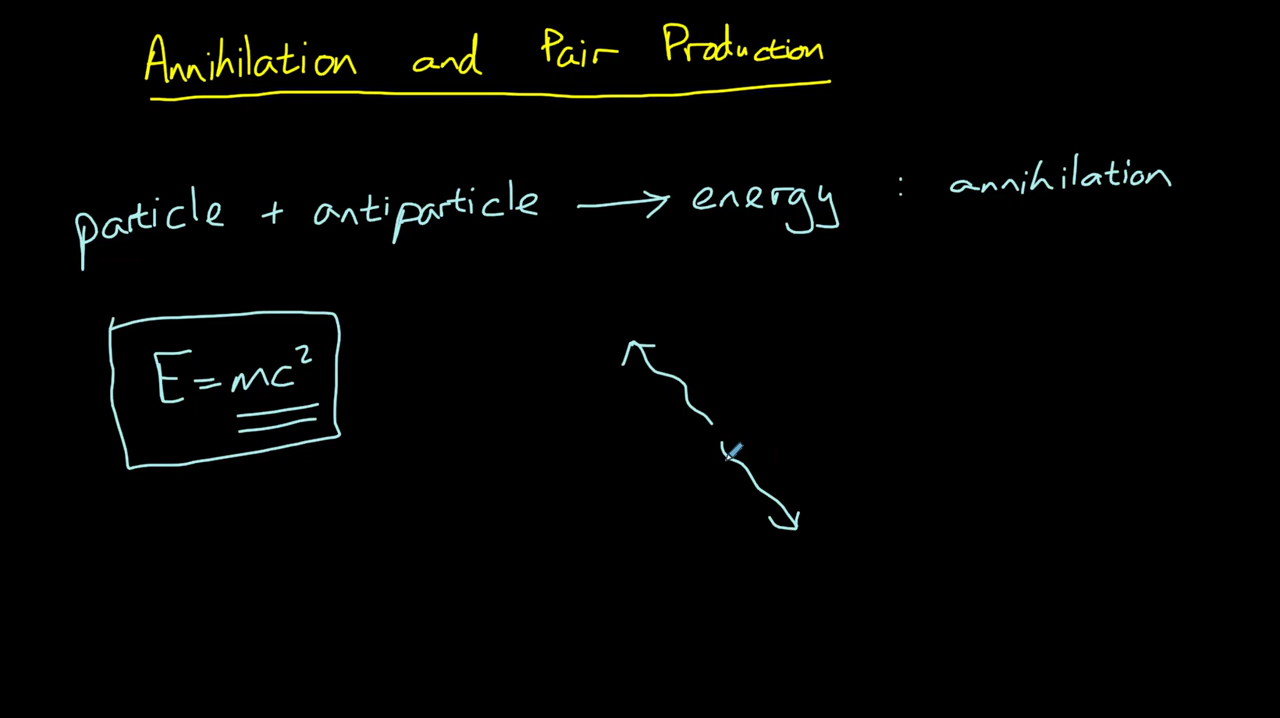 Annihilation and Pair Production
particle + antiparticle → energy : annihilation
E = mc²